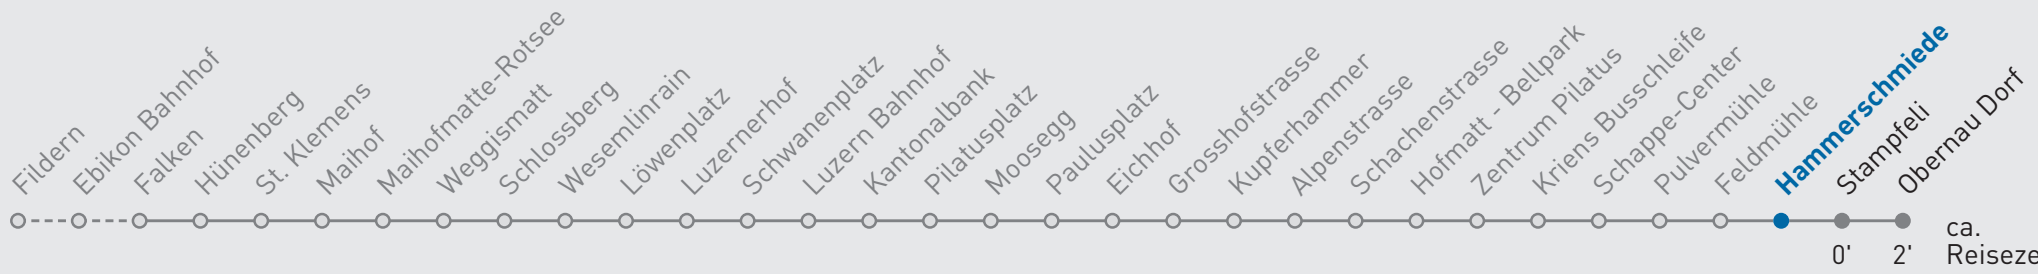 Fildern
Ebikon Bahnhof
Falken
Hünenberg
St. Klemens
Maihof
Maihofmatte-Rotsee
Weggismatt
Schlossberg
Wesemlinrain
Löwenplatz
Luzernerhof
Schwanenplatz
Luzern Bahnhof
Kantonalbank
Pilatusplatz
Moosegg
Paulusplatz
Eichhof
Grosshofstrasse
Kupferhammer
Alpenstrasse
Schachenstrasse
Hofmatt - Bellpark
Zentrum Pilatus
Kriens Busschleife
Schappe-Center
Pulvermühle
Feldmühle
Hammerschmiede
Stampfeli
Obernau Dorf
ca.
0' 2' Reiseze